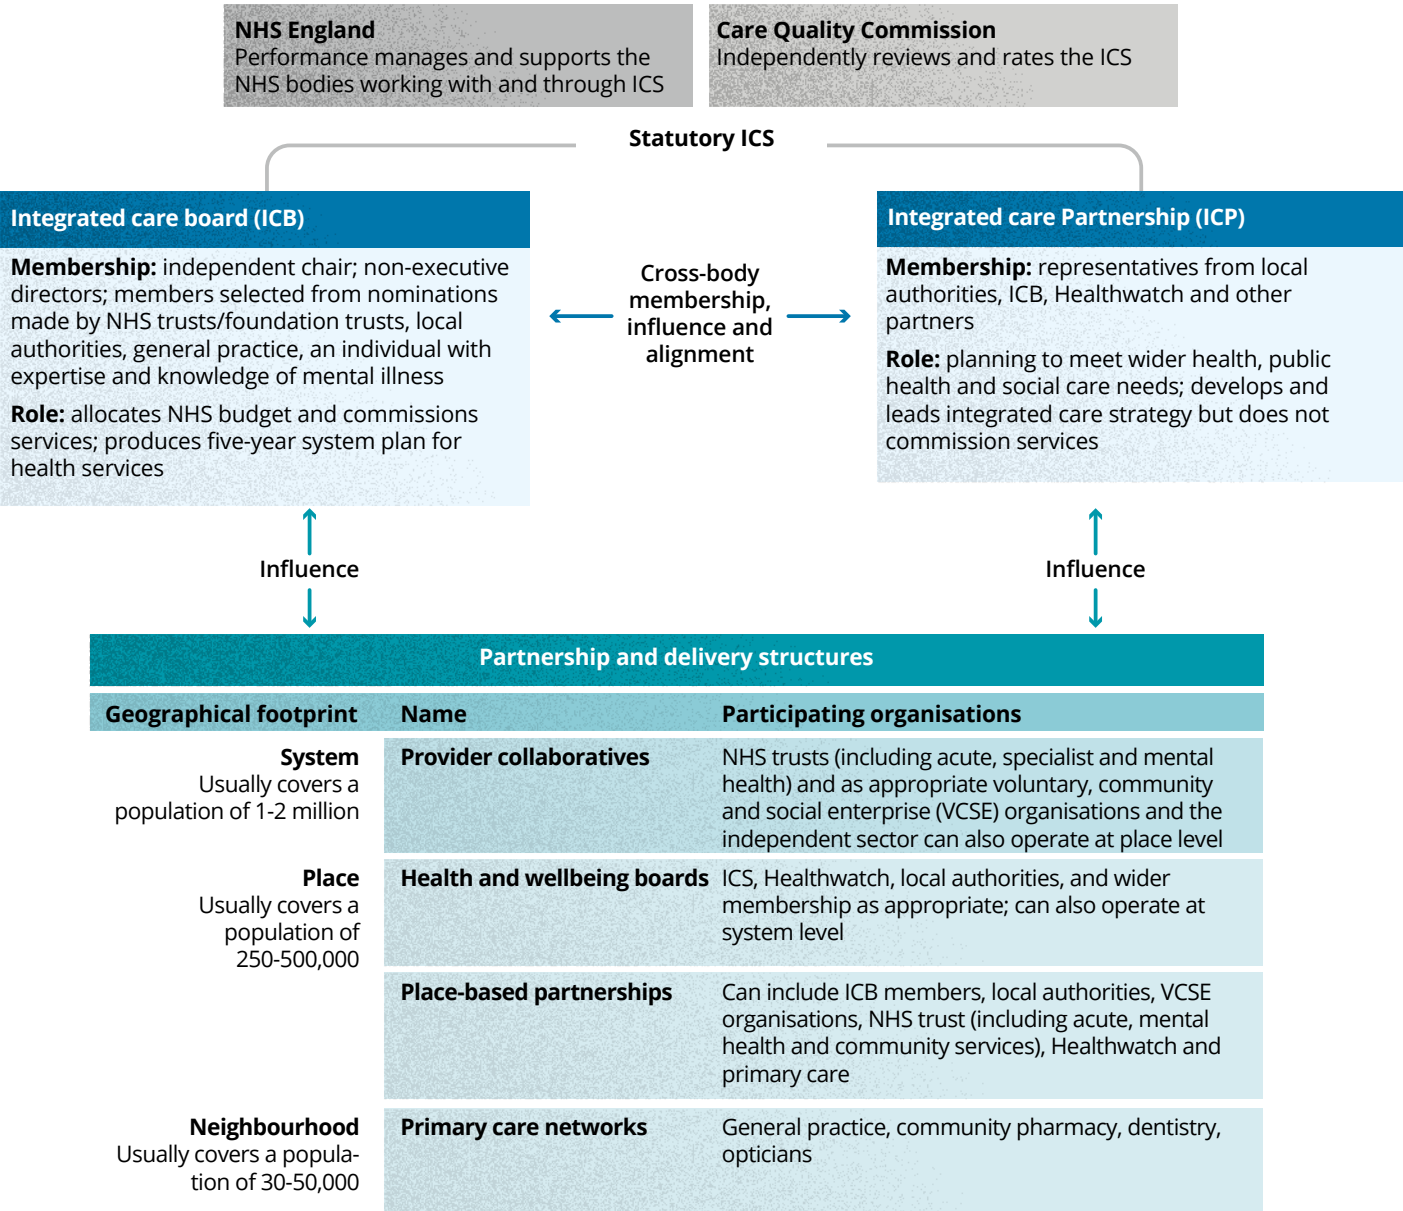 NHS England
Performance manages and supports the
NHS bodies working with and through ICS
Care Quality Commission
Independently reviews and rates the ICS
Statutory ICS
Integrated care board (ICB)
Membership: independent chair; non-executive
directors; members selected from nominations
made by NHS trusts/foundation trusts, local
authorities, general practice, an individual with
expertise and knowledge of mental illness
Role: allocates NHS budget and commissions
services; produces five-year system plan for
health services
Cross-body
membership,
influence and
alignment
Integrated care Partnership (ICP)
Membership: representatives from local
authorities, ICB, Healthwatch and other
partners
Role: planning to meet wider health, public
health and social care needs; develops and
leads integrated care strategy but does not
commission services
Influence
Influence
Partnership and delivery structures
Geographical footprint Name Participating organisations
System
Usually covers a
population of 1-2 million
Provider collaboratives
NHS trusts (including acute, specialist and mental
health) and as appropriate voluntary, community
and social enterprise (VCSE) organisations and the
independent sector can also operate at place level
Place
Usually covers a
population of
250-500,000
Health and wellbeing boards
ICS, Healthwatch, local authorities, and wider
membership as appropriate; can also operate at
system level
Place-based partnerships
Can include ICB members, local authorities, VCSE
organisations, NHS trust (including acute, mental
health and community services), Healthwatch and
primary care
Neighbourhood
Usually covers a popula-
tion of 30-50,000
Primary care networks
General practice, community pharmacy, dentistry,
opticians